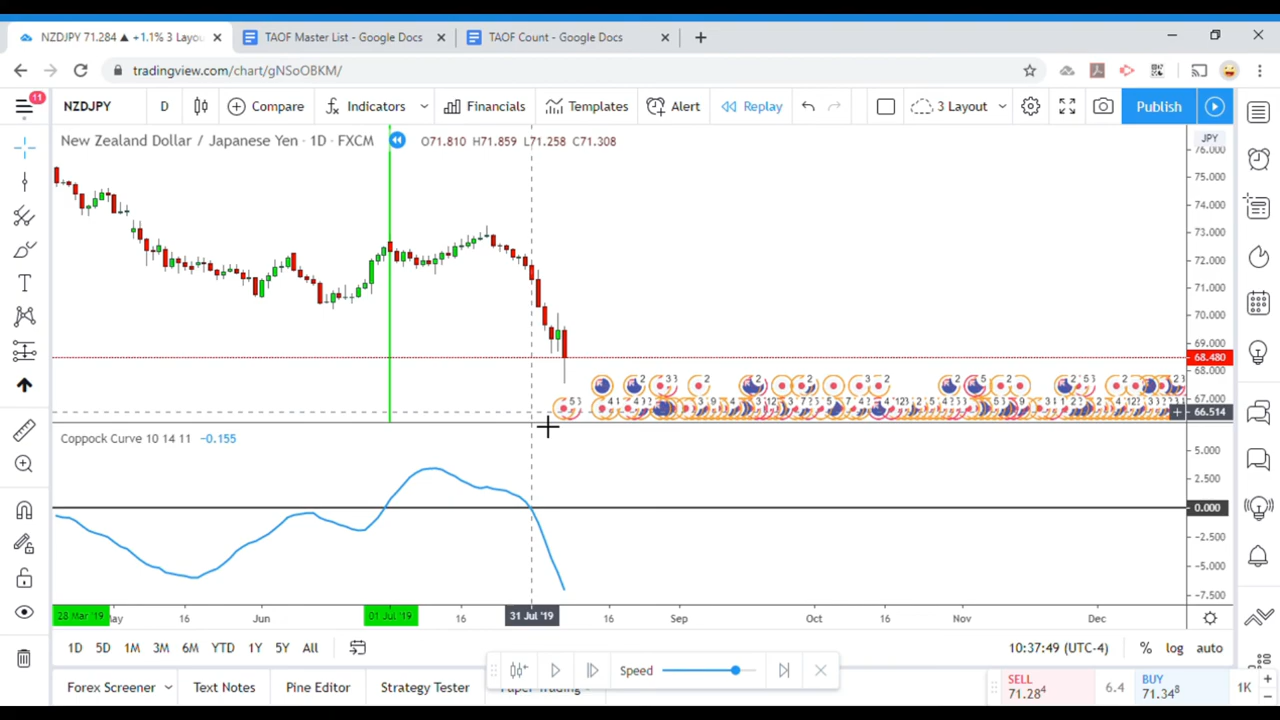 NZDJPY 71.284 ▲ +1.1% 3 Layou
TAOF Master List - Google Docs
TAOF Count - Google Docs
tradingview.com/chart/gNSoOBKM/
11
NZDJPY D Compare Indicators Financials Templates Alert Replay 3 Layout Publish
New Zealand Dollar / Japanese Yen · 1D · FXCM O71.810 H71.859 L71.258 C71.308
JPY
76.000
75.000
74.000
73.000
72.000
71.000
70.000
69.000
68.480
68.000
67.000
66.514
Coppock Curve 10 14 11 −0.155
5.000
2.500
0.000
−2.500
−5.000
−7.500
28 Mar '19 May 16 Jun 01 Jul '19 16 31 Jul '19 16 Sep Oct 16 Nov Dec
1D 5D 1M 3M 6M YTD 1Y 5Y All 10:37:49 (UTC-4) % log auto
Speed
Forex Screener Text Notes Pine Editor Strategy Tester Paper Trading
SELL
71.28⁴
6.4
BUY
71.34⁸
1K